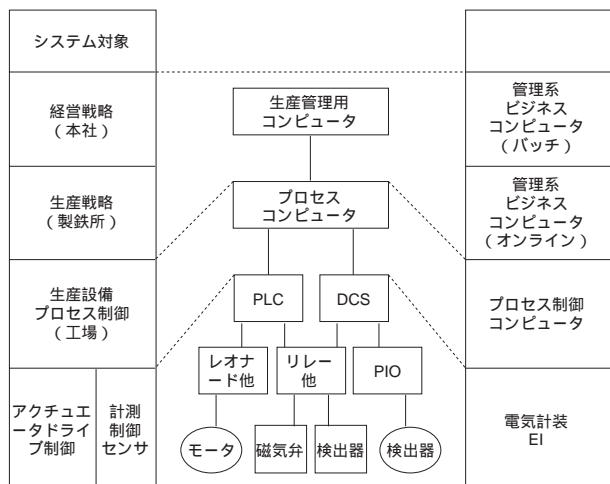 システム対象
経営戦略
(本社)
生産戦略
(製鉄所)
生産設備
プロセス制御
(工場)
アクチュエ
ータドライ
ブ制御
計測
制御
センサ
生産管理用
コンピュータ
プロセス
コンピュータ
PLC
DCS
レオナ
ード他
リレー
他
PIO
モータ
磁気弁
検出器
検出器
管理系
ビジネス
コンピュータ
(バッチ)
管理系
ビジネス
コンピュータ
(オンライン)
プロセス制御
コンピュータ
電気計装
EI